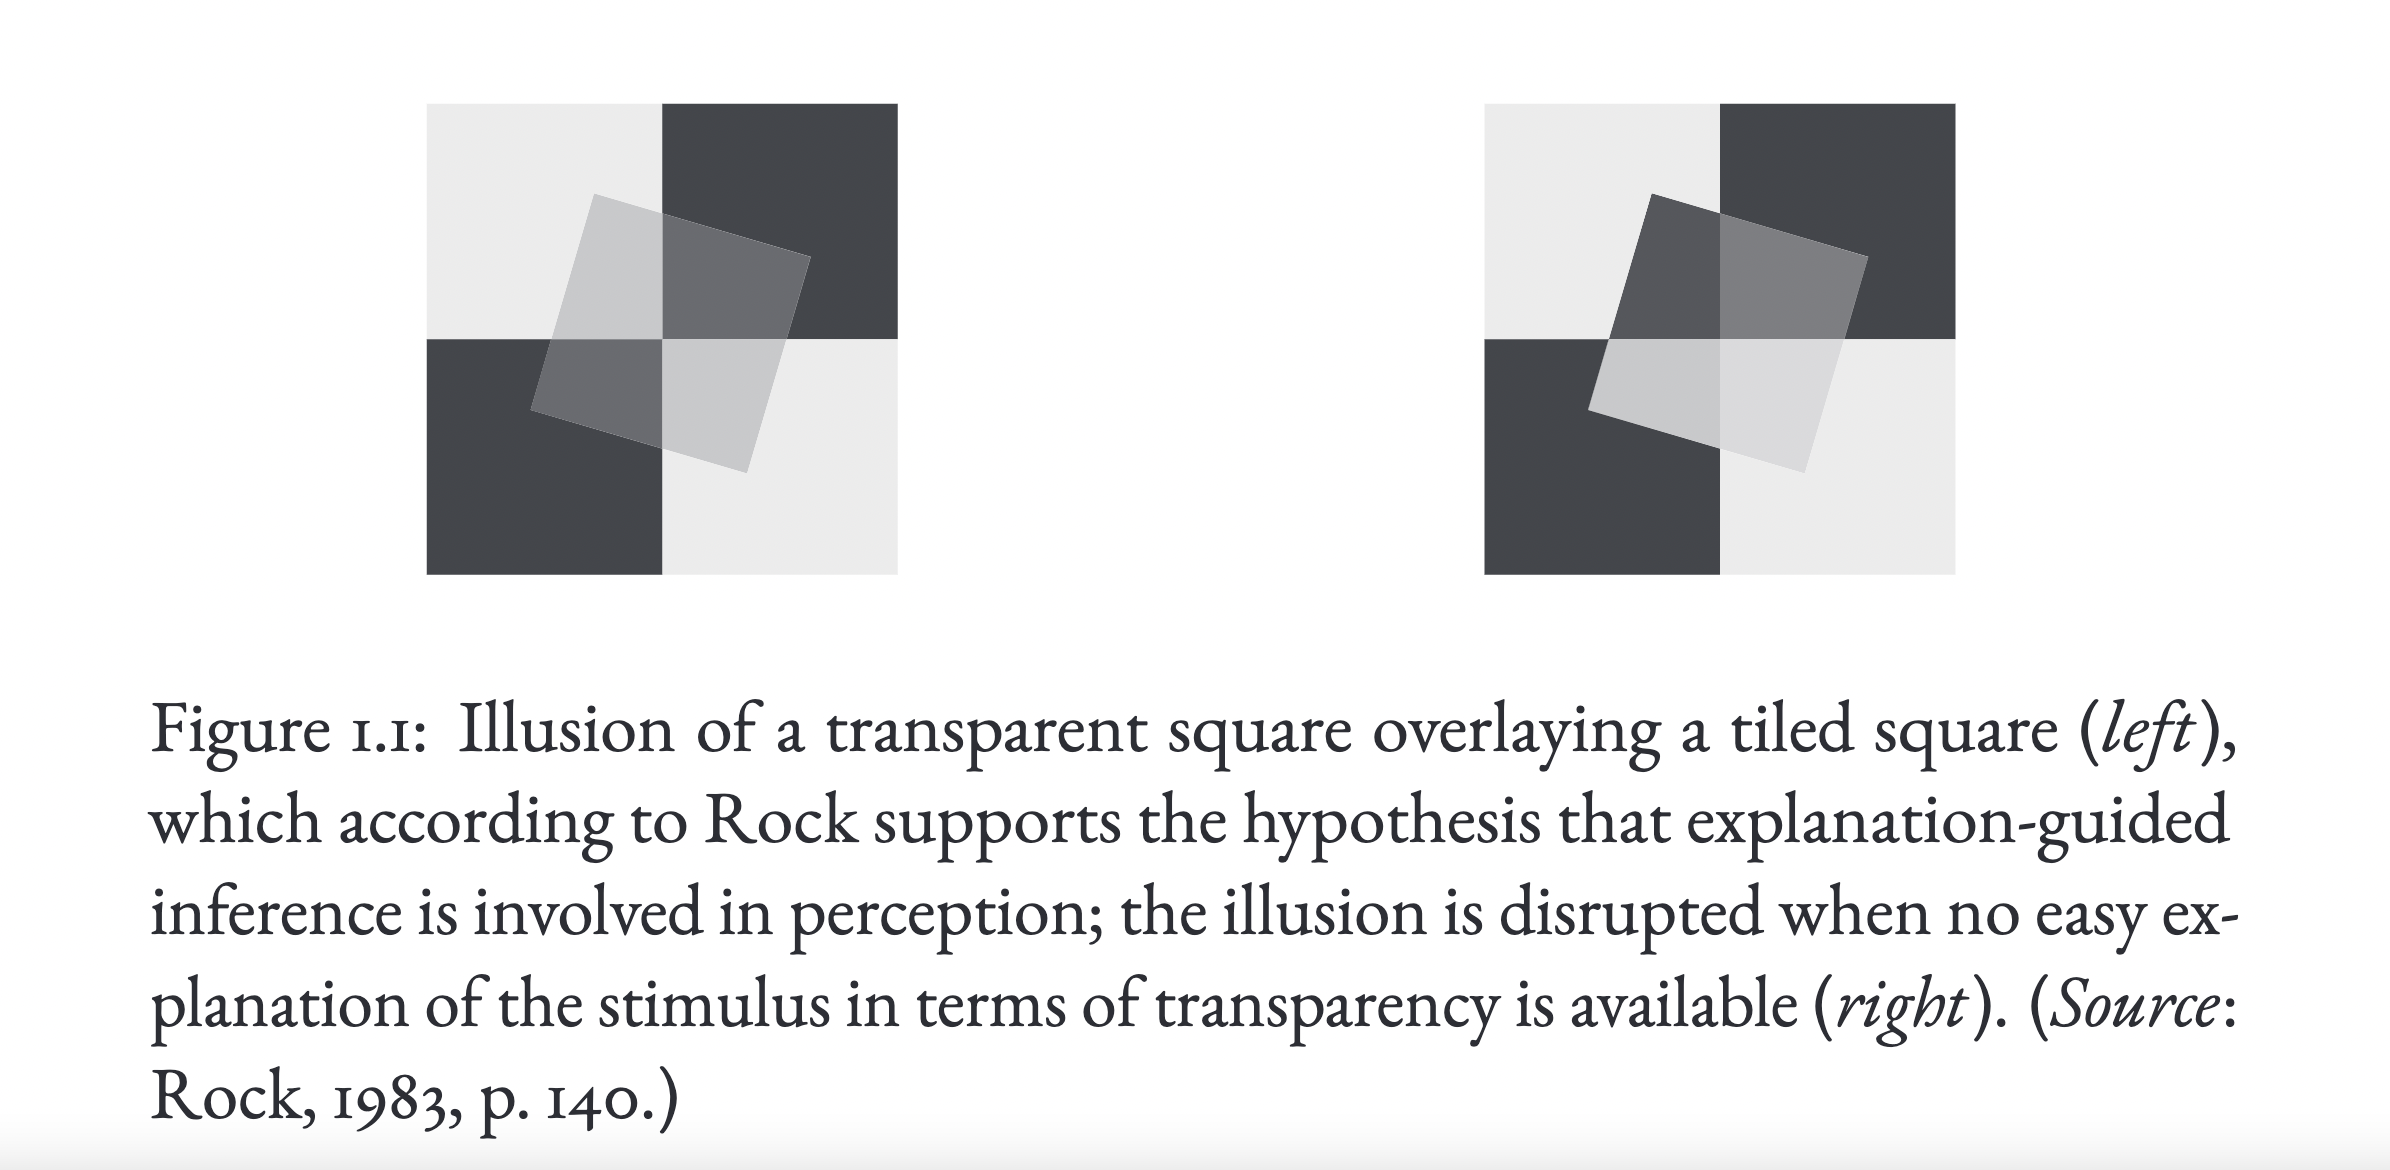 Figure 1.1: Illusion of a transparent square overlaying a tiled square (left),
which according to Rock supports the hypothesis that explanation-guided
inference is involved in perception; the illusion is disrupted when no easy ex-
planation of the stimulus in terms of transparency is available (right). (Source:
Rock, 1983, p. 140.)